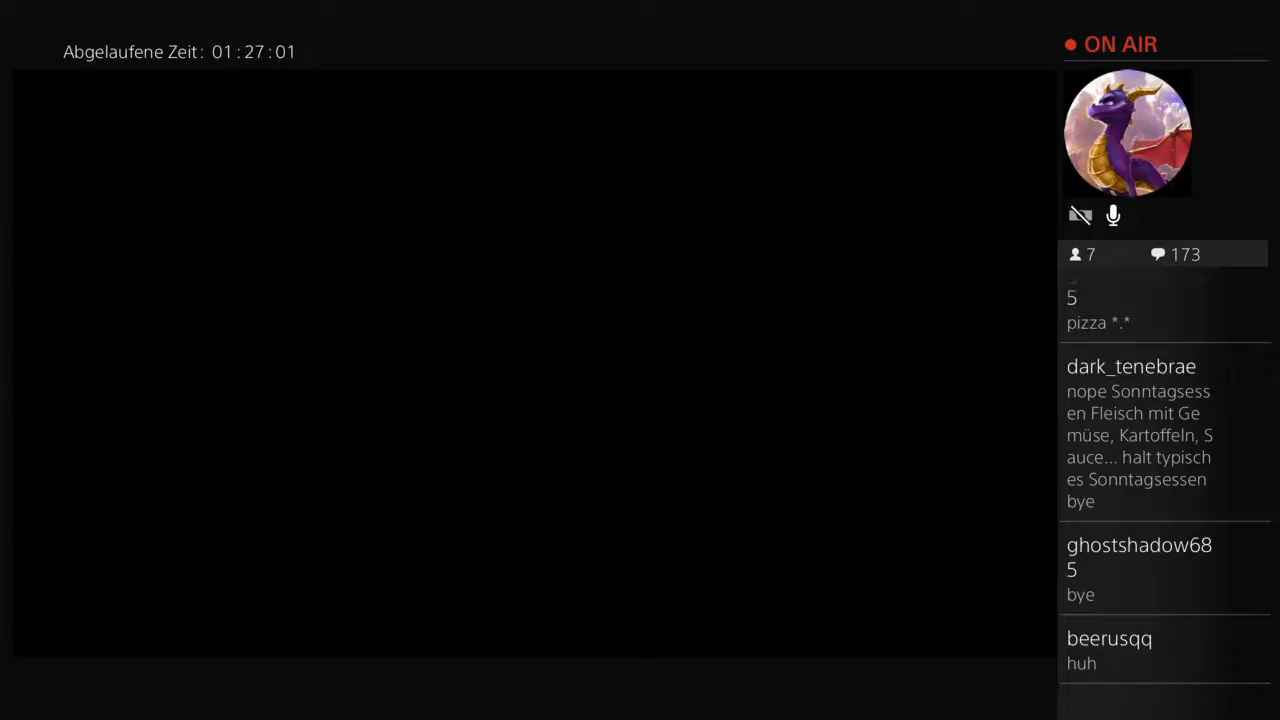 Abgelaufene Zeit: 01:27:01
ON AIR
7 173
5
pizza *.*
dark_tenebrae
nope Sonntagsess
en Fleisch mit Ge
müse, Kartoffeln, S
auce... halt typisch
es Sonntagsessen
bye
ghostshadow68
5
bye
beerusqq
huh